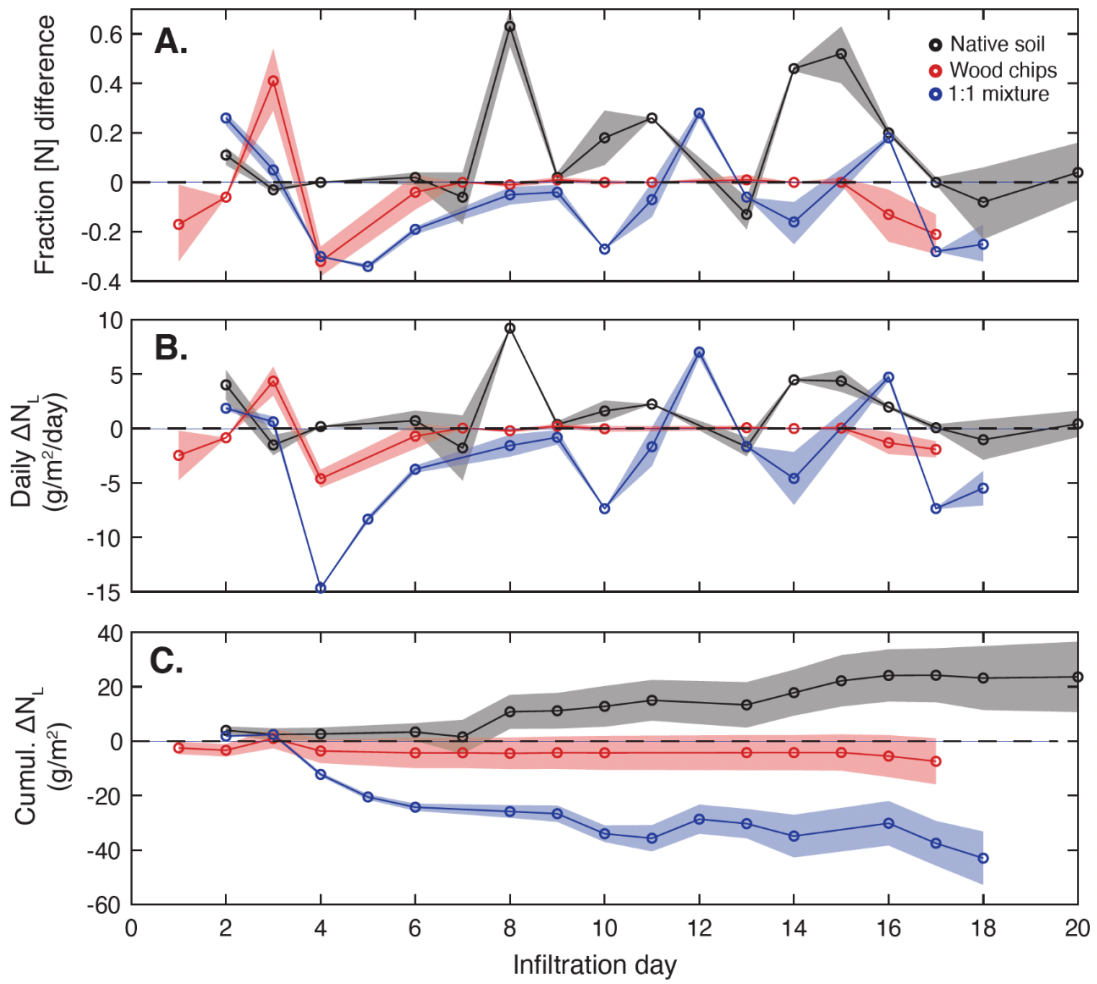 A.
Native soil
Wood chips
1:1 mixture
Fraction [N] difference
0.6
0.4
0.2
0
-0.2
-0.4
B.
Daily ΔN_L
(g/m²/day)
10
5
0
-5
-10
-15
C.
Cumul. ΔN_L
(g/m²)
40
20
0
-20
-40
-60
0 2 4 6 8 10 12 14 16 18 20
Infiltration day